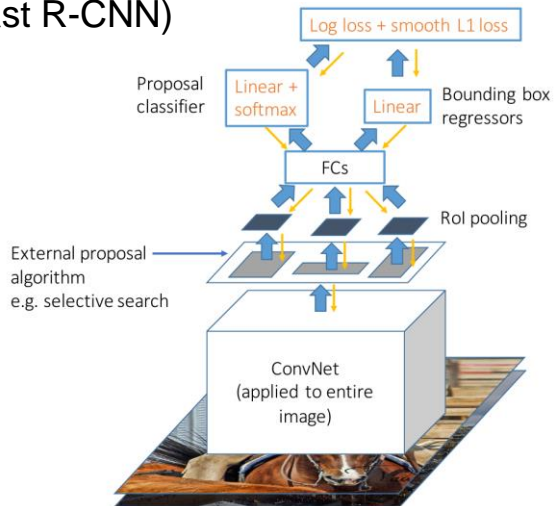 st R-CNN)
Log loss + smooth L1 loss
Proposal
classifier
Linear +
softmax
Linear
Bounding box
regressors
FCs
RoI pooling
External proposal
algorithm
e.g. selective search
ConvNet
(applied to entire
image)